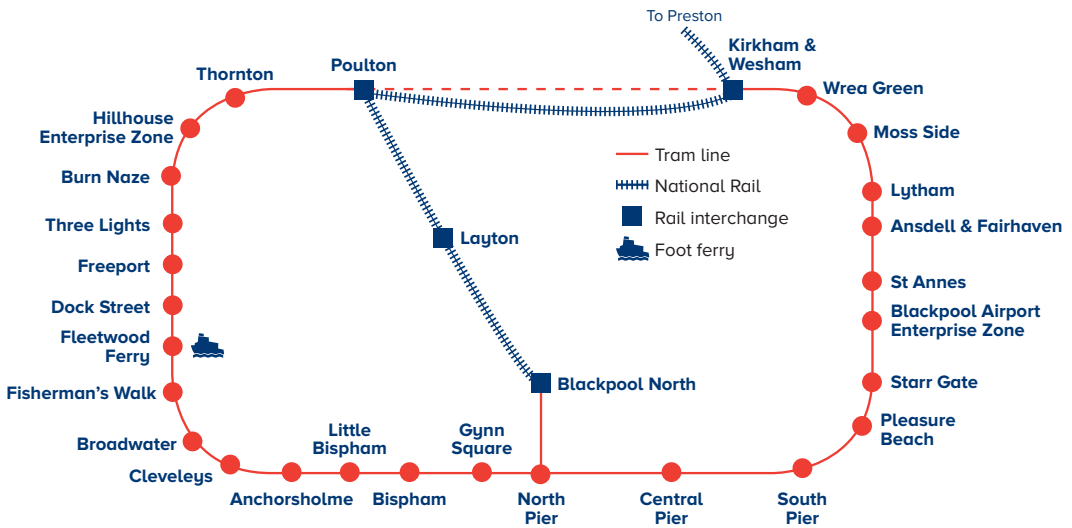 To Preston
Kirkham &
Wesham
Poulton
Thornton
Wrea Green
Hillhouse
Enterprise Zone
Moss Side
Tram line
Burn Naze
National Rail
Lytham
Three Lights
Rail interchange
Ansdell & Fairhaven
Layton
Foot ferry
Freeport
St Annes
Dock Street
Blackpool Airport
Enterprise Zone
Fleetwood
Ferry
Blackpool North
Starr Gate
Fisherman's Walk
Pleasure
Beach
Broadwater
Little
Bispham
Gynn
Square
Cleveleys
Anchorsholme
Bispham
North
Pier
Central
Pier
South
Pier